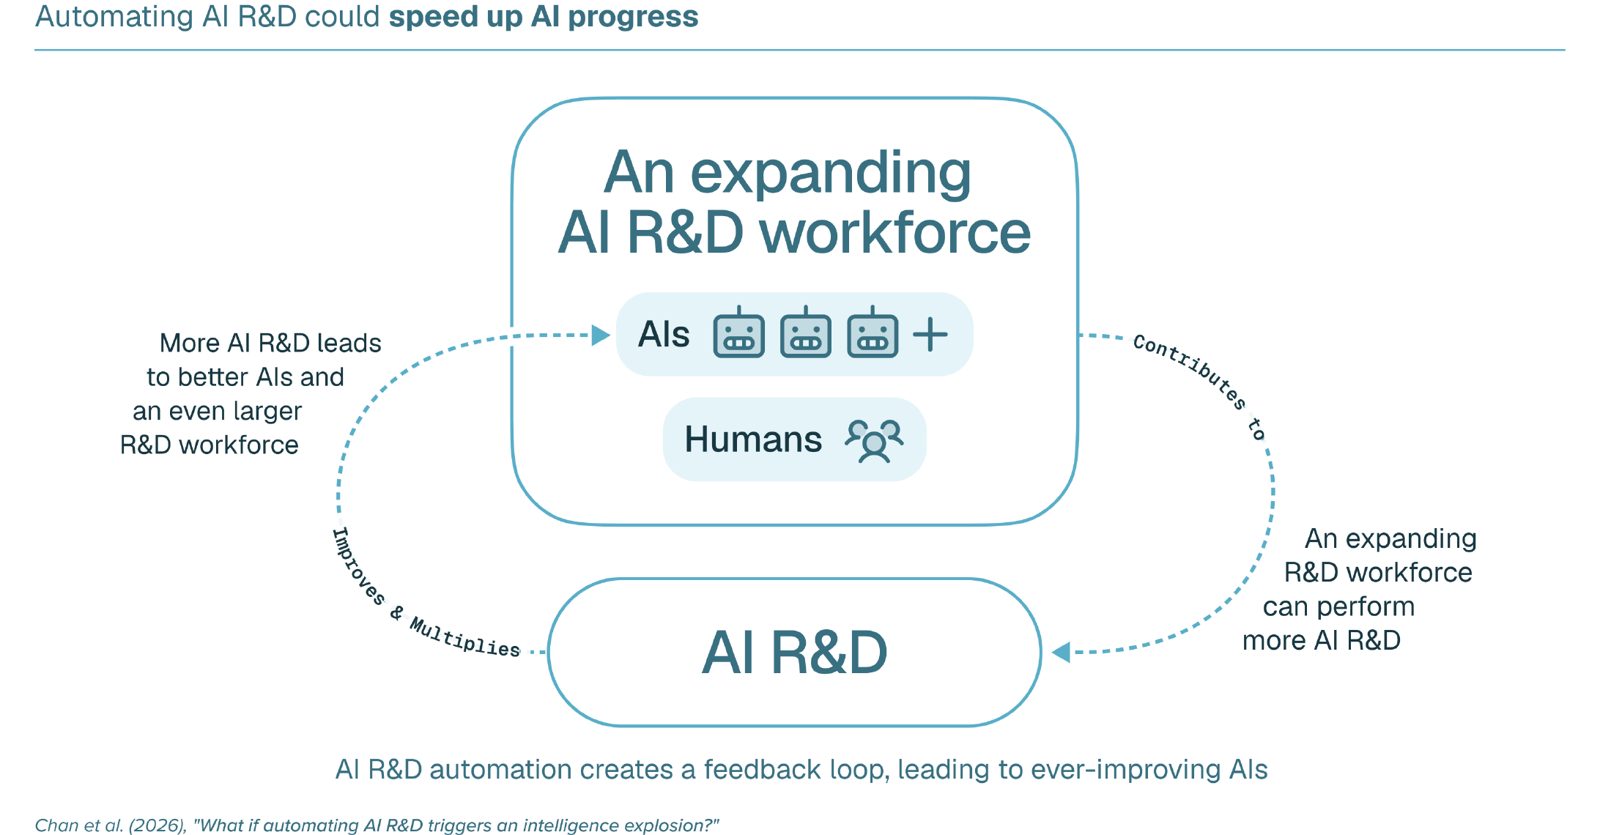 Automating AI R&D could speed up AI progress
An expanding
AI R&D workforce
AIs
Humans
More AI R&D leads
to better AIs and
an even larger
R&D workforce
Improves & Multiplies
Contributes to
An expanding
R&D workforce
can perform
more AI R&D
AI R&D
AI R&D automation creates a feedback loop, leading to ever-improving AIs
Chan et al. (2026), "What if automating AI R&D triggers an intelligence explosion?"